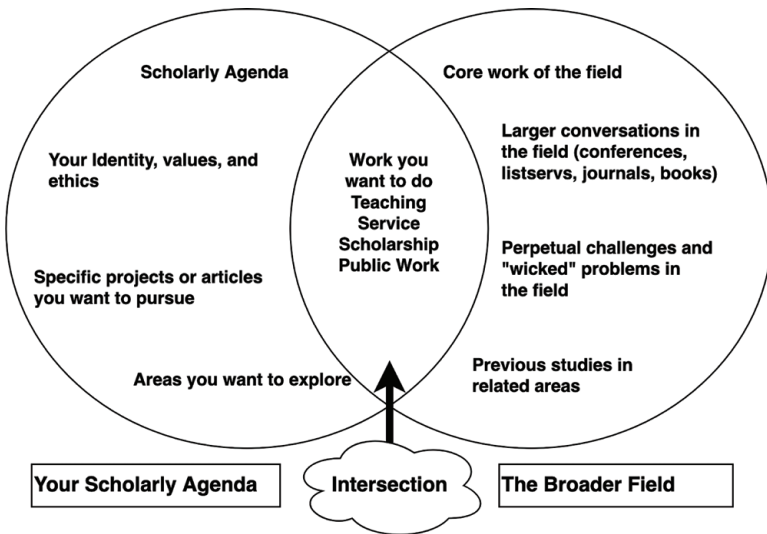 Scholarly Agenda
Your Identity, values, and
ethics
Specific projects or articles
you want to pursue
Areas you want to explore
Work you
want to do
Teaching
Service
Scholarship
Public Work
Core work of the field
Larger conversations in
the field (conferences,
listservs, journals, books)
Perpetual challenges and
"wicked" problems in
the field
Previous studies in
related areas
Your Scholarly Agenda
Intersection
The Broader Field